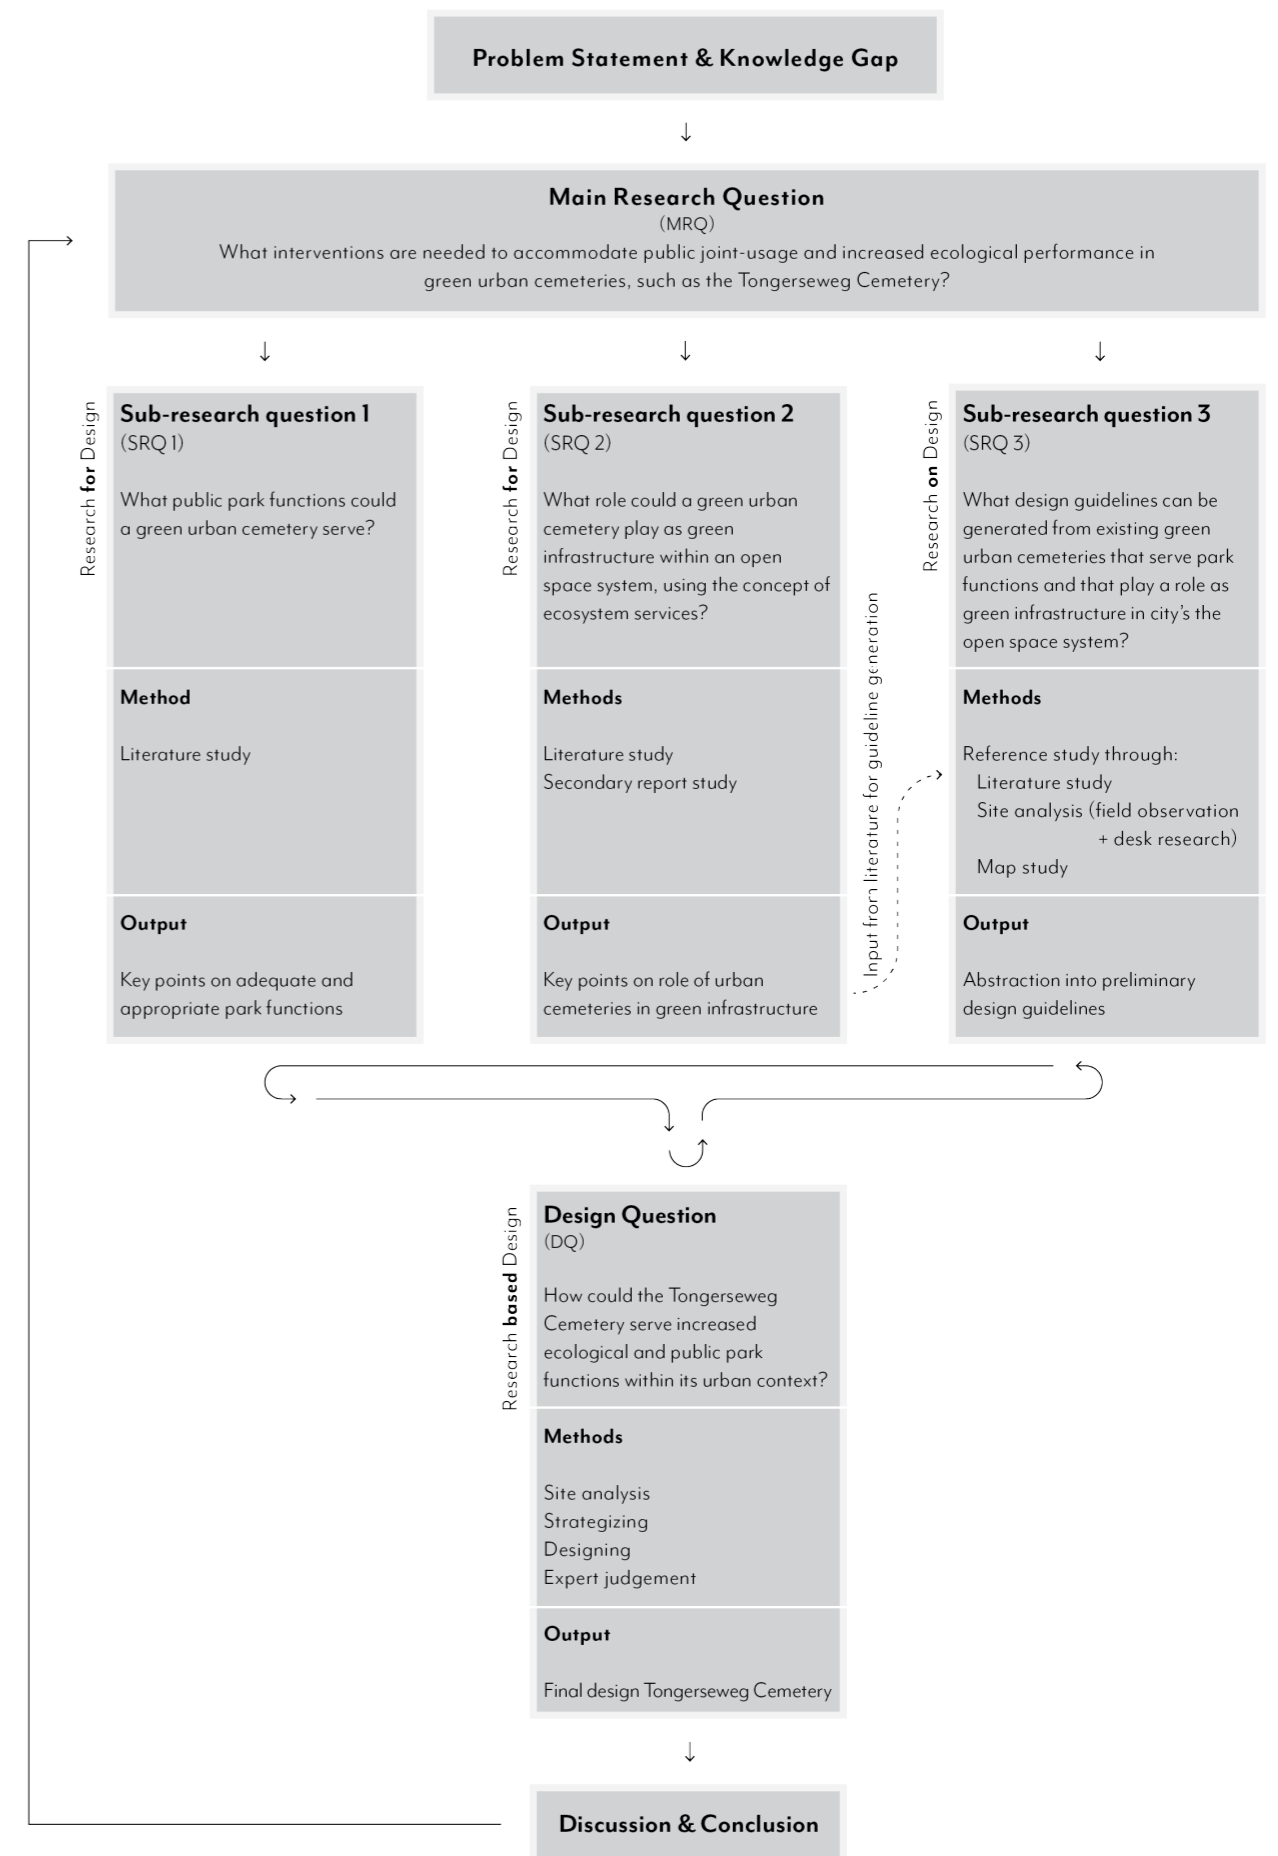 Problem Statement & Knowledge Gap
Main Research Question
(MRQ)
What interventions are needed to accommodate public joint-usage and increased ecological performance in
green urban cemeteries, such as the Tongerseweg Cemetery?
Research for Design
Sub-research question 1
(SRQ 1)
What public park functions could
a green urban cemetery serve?
Method
Literature study
Output
Key points on adequate and
appropriate park functions
Research for Design
Sub-research question 2
(SRQ 2)
What role could a green urban
cemetery play as green
infrastructure within an open
space system, using the concept of
ecosystem services?
Methods
Literature study
Secondary report study
Output
Key points on role of urban
cemeteries in green infrastructure
Input from literature for guideline generation
Research on Design
Sub-research question 3
(SRQ 3)
What design guidelines can be
generated from existing green
urban cemeteries that serve park
functions and that play a role as
green infrastructure in city's the
open space system?
Methods
Reference study through:
Literature study
Site analysis (field observation
+ desk research)
Map study
Output
Abstraction into preliminary
design guidelines
Research based Design
Design Question
(DQ)
How could the Tongerseweg
Cemetery serve increased
ecological and public park
functions within its urban context?
Methods
Site analysis
Strategizing
Designing
Expert judgement
Output
Final design Tongerseweg Cemetery
Discussion & Conclusion